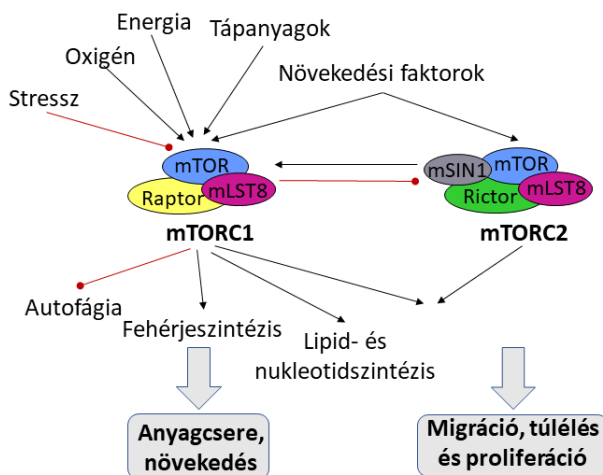 Energia
Tápanyagok
Oxigén
Növekedési faktorok
Stressz
mTOR
Raptor
mLST8
mTORC1
mSIN1
mTOR
mLST8
Rictor
mTORC2
Autofágia
Fehérjeszintézis
Lipid- és
nukleotidszintézis
Anyagcsere,
növekedés
Migráció, túlélés
és proliferáció